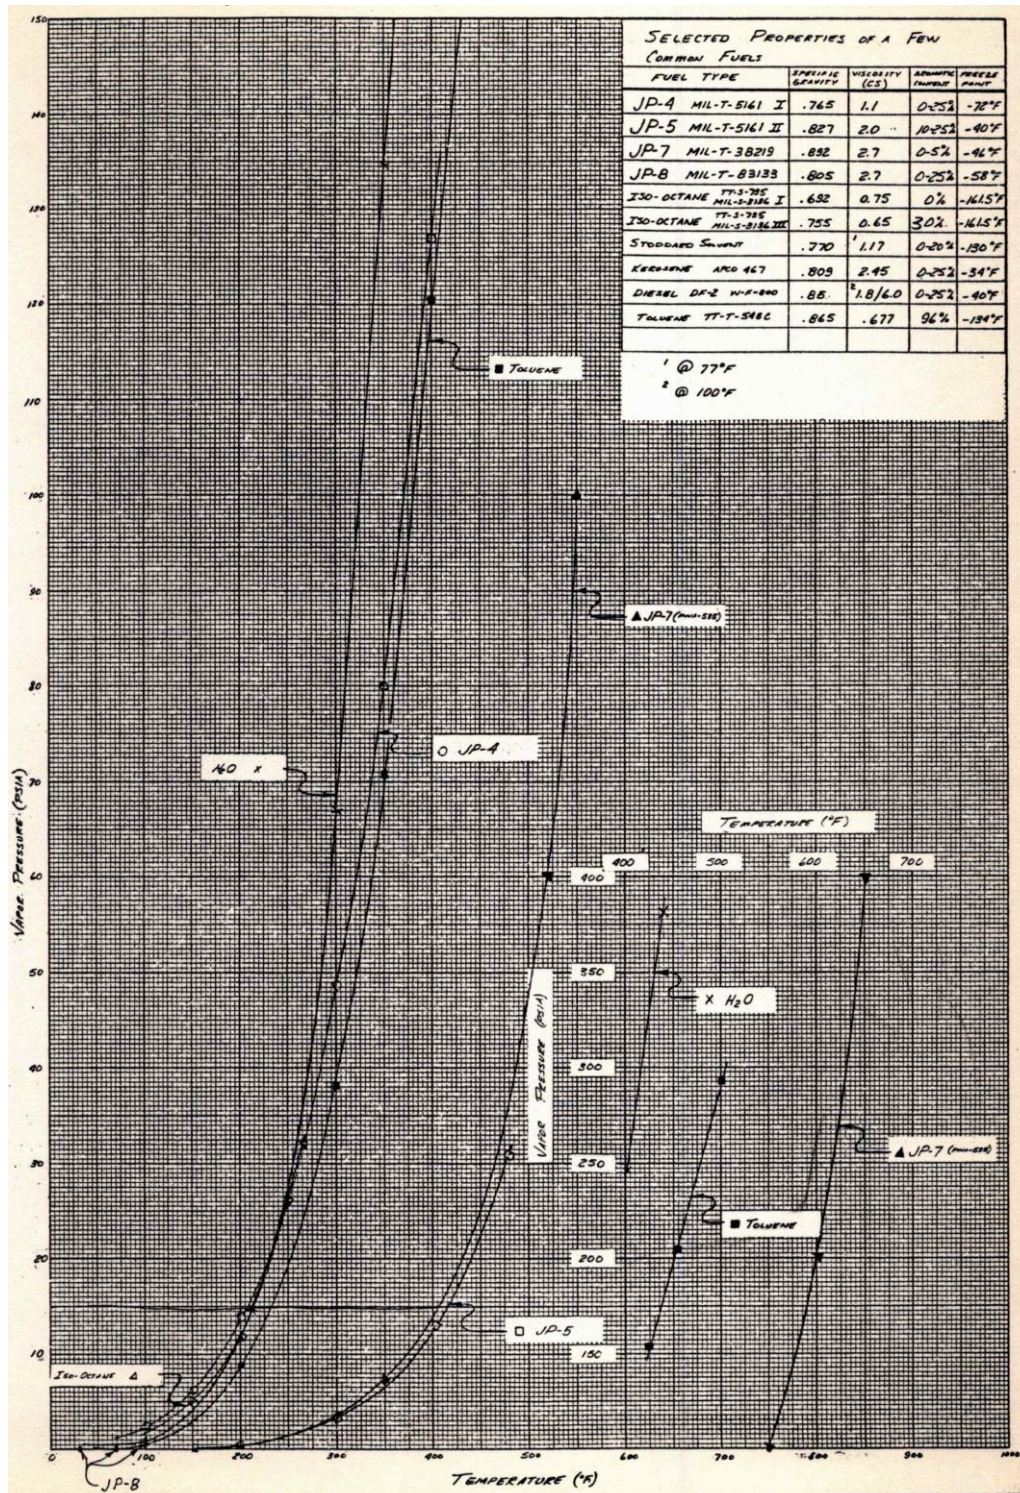 SELECTED PROPERTIES OF A FEW
COMMON FUELS
FUEL TYPE SPECIFIC GRAVITY VISCOSITY (CS) AROMATIC CONTENT FREEZE POINT
JP-4 MIL-T-5161 I .765 1.1 0-25% -72°F
JP-5 MIL-T-5161 II .827 2.0 10-25% -40°F
JP-7 MIL-T-38219 .892 2.7 0-5% -46°F
JP-8 MIL-T-83133 .805 2.7 0-25% -58°F
ISO-OCTANE TT-S-735 MIL-S-3136 I .692 0.75 0% -161.5°F
ISO-OCTANE TT-S-735 MIL-S-3136 III .755 0.65 30% -161.5°F
STODDARD SOLVENT .770 ¹1.17 0-20% -130°F
KEROSENE APCO 467 .809 2.45 0-25% -34°F
DIESEL DF-2 W-F-800 .85 ²1.8/6.0 0-25% -40°F
TOLUENE TT-T-548C .865 .677 96% -134°F
¹ @ 77°F
² @ 100°F
150
140
130
120
110
100
90
80
70
60
50
40
30
20
10
VAPOR PRESSURE (PSIA)
■ TOLUENE
▲ JP-7
○ JP-4
H2O x
TEMPERATURE (°F)
400 500 600 700
400
350
300
250
200
150
VAPOR PRESSURE (PSIA)
X H2O
▲ JP-7
■ TOLUENE
□ JP-5
ISO-OCTANE △
0 100 200 300 400 500 600 700 800 900 1000
JP-8
TEMPERATURE (°F)